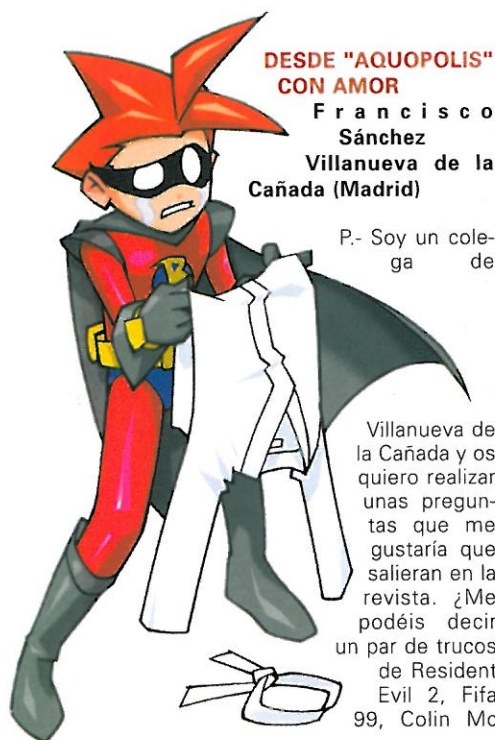 DESDE "AQUOPOLIS"
CON AMOR
Francisco
Sánchez
Villanueva de la
Cañada (Madrid)
P.- Soy un cole-
ga de
Villanueva de
la Cañada y os
quiero realizar
unas pregun-
tas que me
gustaría que
salieran en la
revista. ¿Me
podéis decir
un par de trucos
de Resident
Evil 2, Fifa
99, Colin Mc